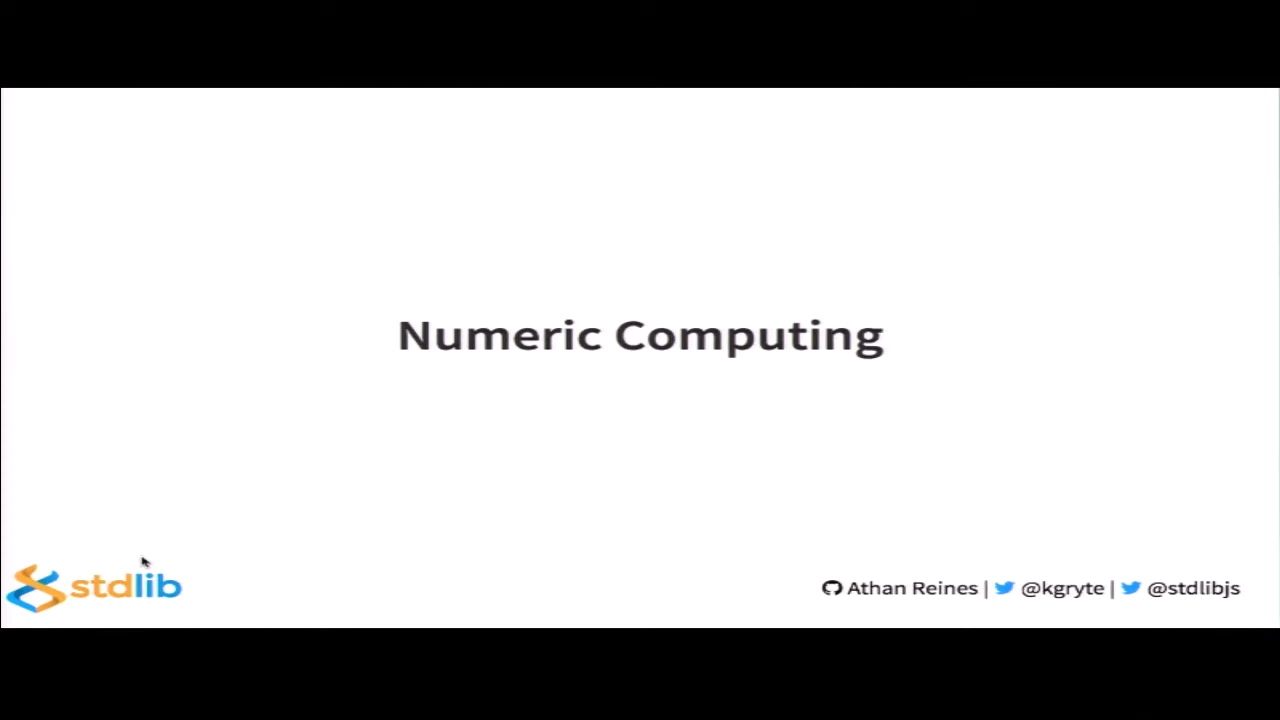 Numeric Computing
stdlib
Athan Reines | @kgryte | @stdlibjs